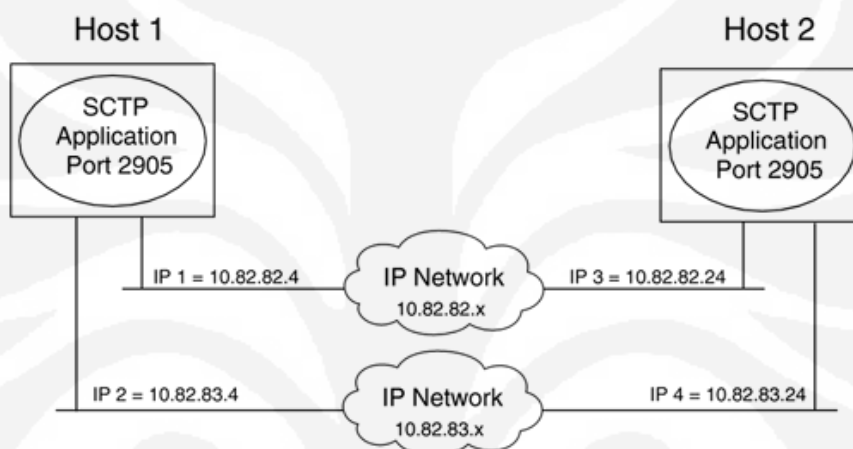 Host 1
Host 2
SCTP
Application
Port 2905
SCTP
Application
Port 2905
IP 1 = 10.82.82.4
IP Network
10.82.82.x
IP 3 = 10.82.82.24
IP 2 = 10.82.83.4
IP Network
10.82.83.x
IP 4 = 10.82.83.24